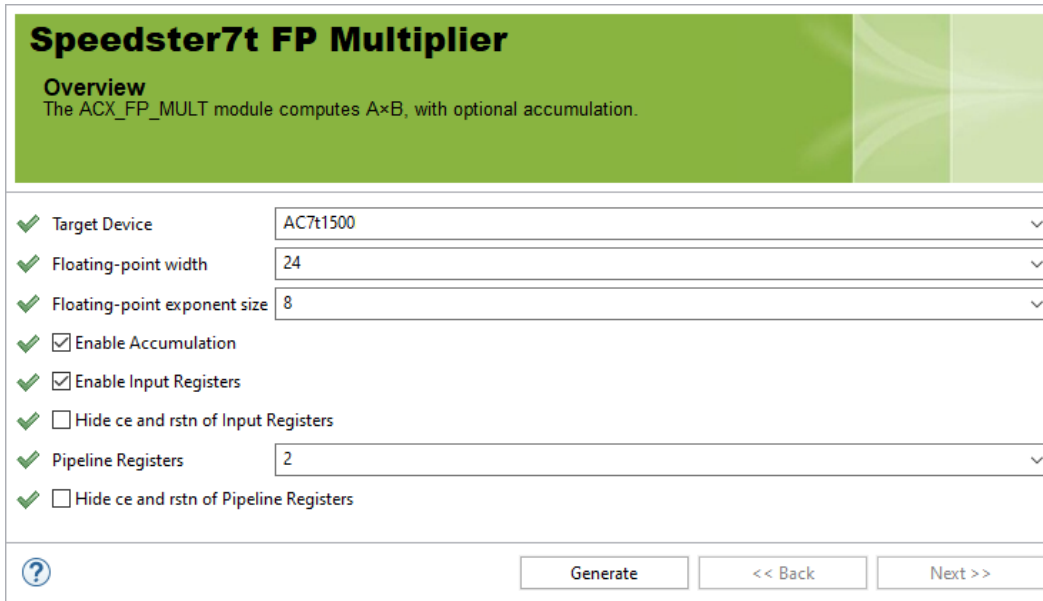 Speedster7t FP Multiplier
Overview
The ACX_FP_MULT module computes A×B, with optional accumulation.
Target Device AC7t1500
Floating-point width 24
Floating-point exponent size 8
Enable Accumulation
Enable Input Registers
Hide ce and rstn of Input Registers
Pipeline Registers 2
Hide ce and rstn of Pipeline Registers
? Generate << Back Next >>